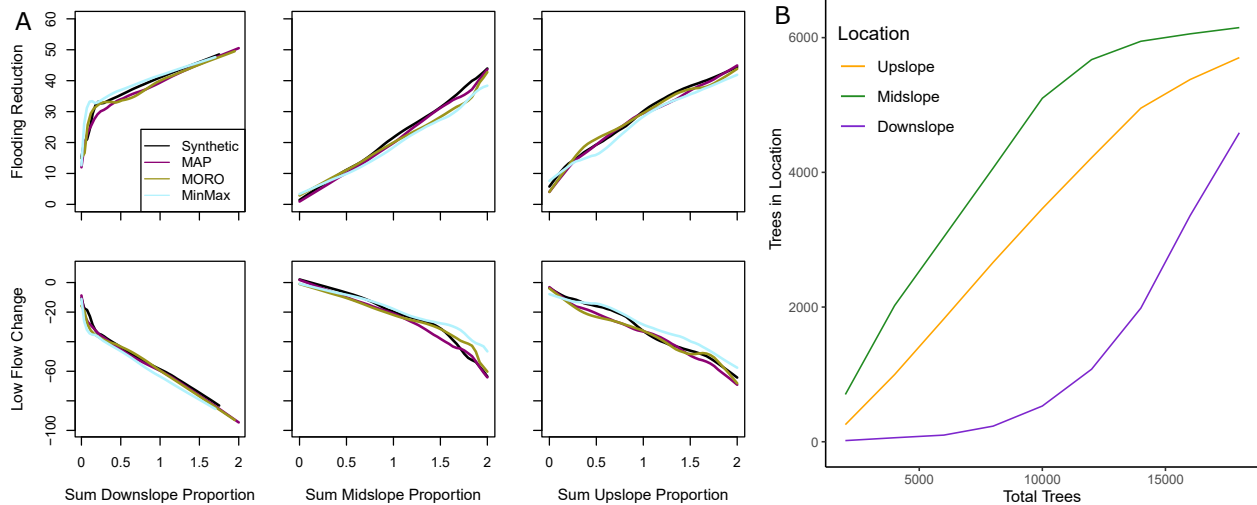 A
Flooding Reduction
60
50
40
30
20
10
0
Synthetic
MAP
MORO
MinMax
Low Flow Change
0
−20
−60
−100
0 0.5 1 1.5 2
0 0.5 1 1.5 2
0 0.5 1 1.5 2
Sum Downslope Proportion
Sum Midslope Proportion
Sum Upslope Proportion
B
Location
Upslope
Midslope
Downslope
Trees in Location
6000
4000
2000
0
5000 10000 15000
Total Trees